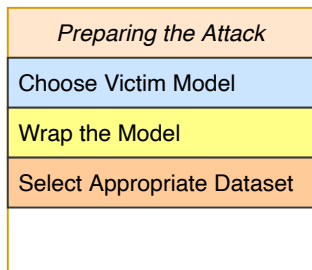 Preparing the Attack
Choose Victim Model
Wrap the Model
Select Appropriate Dataset